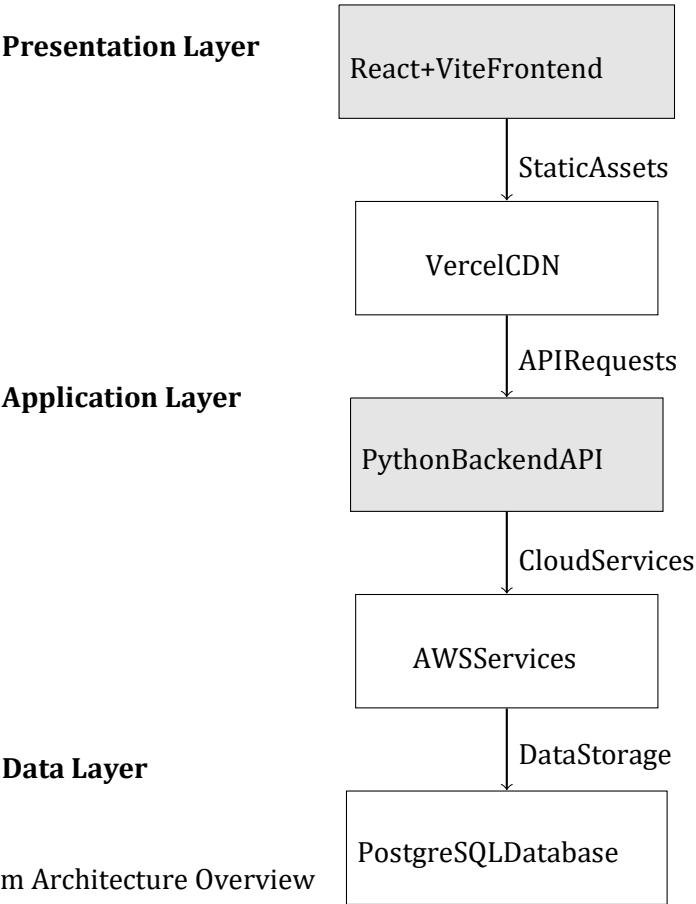 Presentation Layer
React+ViteFrontend
StaticAssets
VercelCDN
APIRequests
Application Layer
PythonBackendAPI
CloudServices
AWSServices
DataStorage
Data Layer
PostgreSQLDatabase
m Architecture Overview